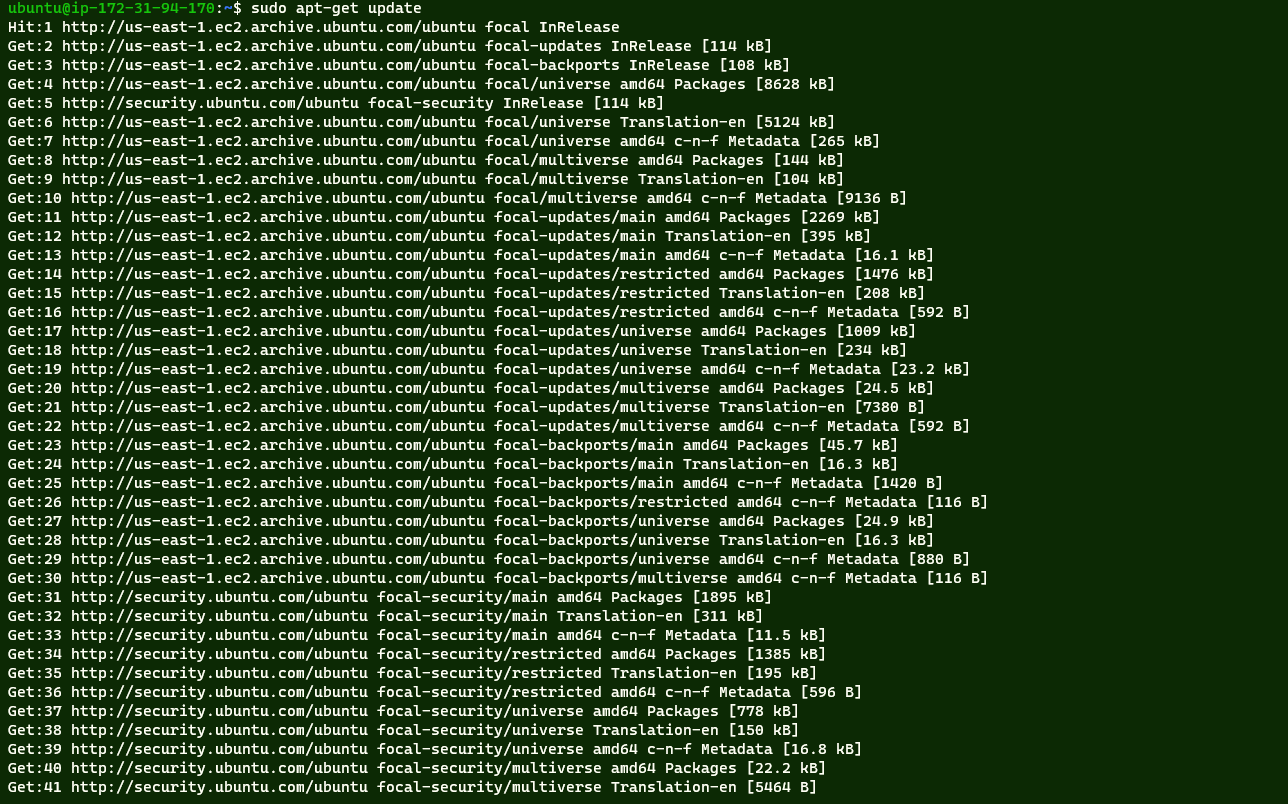 ubuntu@ip-172-31-94-170:~$ sudo apt-get update
Hit:1 http://us-east-1.ec2.archive.ubuntu.com/ubuntu focal InRelease
Get:2 http://us-east-1.ec2.archive.ubuntu.com/ubuntu focal-updates InRelease [114 kB]
Get:3 http://us-east-1.ec2.archive.ubuntu.com/ubuntu focal-backports InRelease [108 kB]
Get:4 http://us-east-1.ec2.archive.ubuntu.com/ubuntu focal/universe amd64 Packages [8628 kB]
Get:5 http://security.ubuntu.com/ubuntu focal-security InRelease [114 kB]
Get:6 http://us-east-1.ec2.archive.ubuntu.com/ubuntu focal/universe Translation-en [5124 kB]
Get:7 http://us-east-1.ec2.archive.ubuntu.com/ubuntu focal/universe amd64 c-n-f Metadata [265 kB]
Get:8 http://us-east-1.ec2.archive.ubuntu.com/ubuntu focal/multiverse amd64 Packages [144 kB]
Get:9 http://us-east-1.ec2.archive.ubuntu.com/ubuntu focal/multiverse Translation-en [104 kB]
Get:10 http://us-east-1.ec2.archive.ubuntu.com/ubuntu focal/multiverse amd64 c-n-f Metadata [9136 B]
Get:11 http://us-east-1.ec2.archive.ubuntu.com/ubuntu focal-updates/main amd64 Packages [2269 kB]
Get:12 http://us-east-1.ec2.archive.ubuntu.com/ubuntu focal-updates/main Translation-en [395 kB]
Get:13 http://us-east-1.ec2.archive.ubuntu.com/ubuntu focal-updates/main amd64 c-n-f Metadata [16.1 kB]
Get:14 http://us-east-1.ec2.archive.ubuntu.com/ubuntu focal-updates/restricted amd64 Packages [1476 kB]
Get:15 http://us-east-1.ec2.archive.ubuntu.com/ubuntu focal-updates/restricted Translation-en [208 kB]
Get:16 http://us-east-1.ec2.archive.ubuntu.com/ubuntu focal-updates/restricted amd64 c-n-f Metadata [592 B]
Get:17 http://us-east-1.ec2.archive.ubuntu.com/ubuntu focal-updates/universe amd64 Packages [1009 kB]
Get:18 http://us-east-1.ec2.archive.ubuntu.com/ubuntu focal-updates/universe Translation-en [234 kB]
Get:19 http://us-east-1.ec2.archive.ubuntu.com/ubuntu focal-updates/universe amd64 c-n-f Metadata [23.2 kB]
Get:20 http://us-east-1.ec2.archive.ubuntu.com/ubuntu focal-updates/multiverse amd64 Packages [24.5 kB]
Get:21 http://us-east-1.ec2.archive.ubuntu.com/ubuntu focal-updates/multiverse Translation-en [7380 B]
Get:22 http://us-east-1.ec2.archive.ubuntu.com/ubuntu focal-updates/multiverse amd64 c-n-f Metadata [592 B]
Get:23 http://us-east-1.ec2.archive.ubuntu.com/ubuntu focal-backports/main amd64 Packages [45.7 kB]
Get:24 http://us-east-1.ec2.archive.ubuntu.com/ubuntu focal-backports/main Translation-en [16.3 kB]
Get:25 http://us-east-1.ec2.archive.ubuntu.com/ubuntu focal-backports/main amd64 c-n-f Metadata [1420 B]
Get:26 http://us-east-1.ec2.archive.ubuntu.com/ubuntu focal-backports/restricted amd64 c-n-f Metadata [116 B]
Get:27 http://us-east-1.ec2.archive.ubuntu.com/ubuntu focal-backports/universe amd64 Packages [24.9 kB]
Get:28 http://us-east-1.ec2.archive.ubuntu.com/ubuntu focal-backports/universe Translation-en [16.3 kB]
Get:29 http://us-east-1.ec2.archive.ubuntu.com/ubuntu focal-backports/universe amd64 c-n-f Metadata [880 B]
Get:30 http://us-east-1.ec2.archive.ubuntu.com/ubuntu focal-backports/multiverse amd64 c-n-f Metadata [116 B]
Get:31 http://security.ubuntu.com/ubuntu focal-security/main amd64 Packages [1895 kB]
Get:32 http://security.ubuntu.com/ubuntu focal-security/main Translation-en [311 kB]
Get:33 http://security.ubuntu.com/ubuntu focal-security/main amd64 c-n-f Metadata [11.5 kB]
Get:34 http://security.ubuntu.com/ubuntu focal-security/restricted amd64 Packages [1385 kB]
Get:35 http://security.ubuntu.com/ubuntu focal-security/restricted Translation-en [195 kB]
Get:36 http://security.ubuntu.com/ubuntu focal-security/restricted amd64 c-n-f Metadata [596 B]
Get:37 http://security.ubuntu.com/ubuntu focal-security/universe amd64 Packages [778 kB]
Get:38 http://security.ubuntu.com/ubuntu focal-security/universe Translation-en [150 kB]
Get:39 http://security.ubuntu.com/ubuntu focal-security/universe amd64 c-n-f Metadata [16.8 kB]
Get:40 http://security.ubuntu.com/ubuntu focal-security/multiverse amd64 Packages [22.2 kB]
Get:41 http://security.ubuntu.com/ubuntu focal-security/multiverse Translation-en [5464 B]